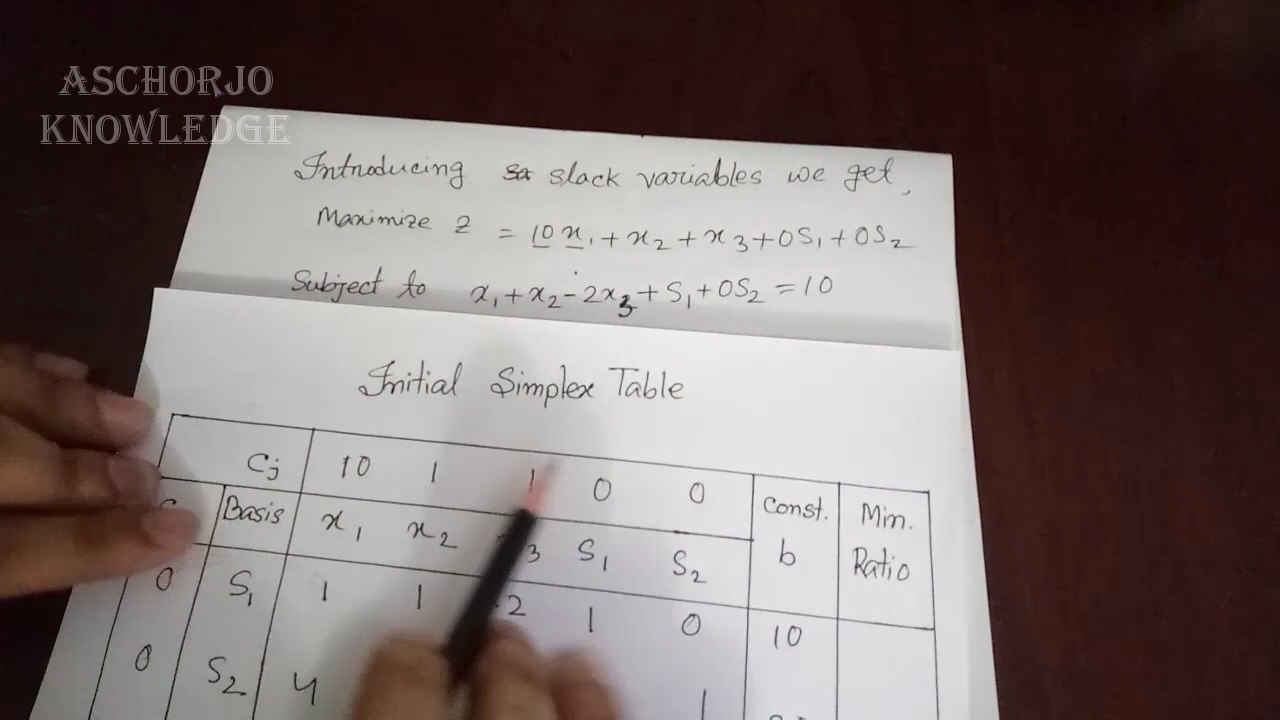 ASCHORJO
KNOWLEDGE
Introducing slack variables we get,
Maximize Z = 10x₁ + x₂ + x₃ + 0S₁ + 0S₂
Subject to x₁ + x₂ - 2x₃ + S₁ + 0S₂ = 10
Initial Simplex Table
Cj 10 1 1 0 0 Const. b Min. Ratio
Basis x₁ x₂ 3 S₁ S₂
0 S₁ 1 1 2 1 0 10
0 S₂ 4 1